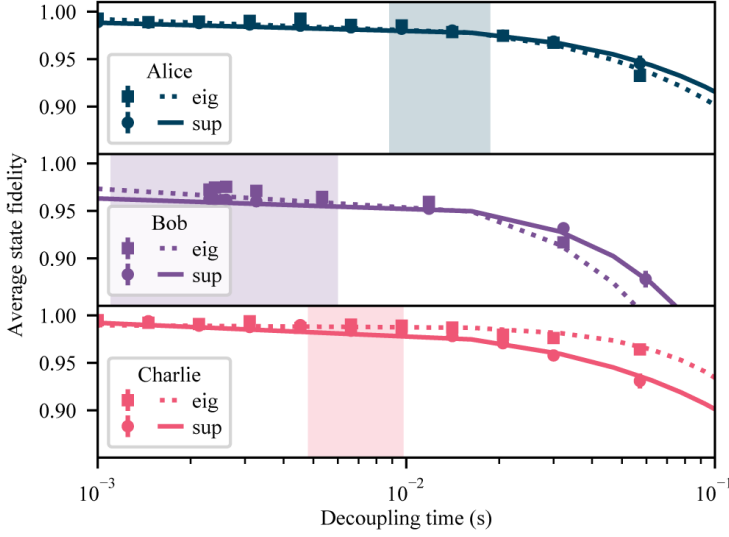 Average state fidelity
1.00
0.95
0.90
Alice
eig
sup
1.00
0.95
0.90
Bob
eig
sup
1.00
0.95
0.90
Charlie
eig
sup
10⁻³
10⁻²
10⁻¹
Decoupling time (s)